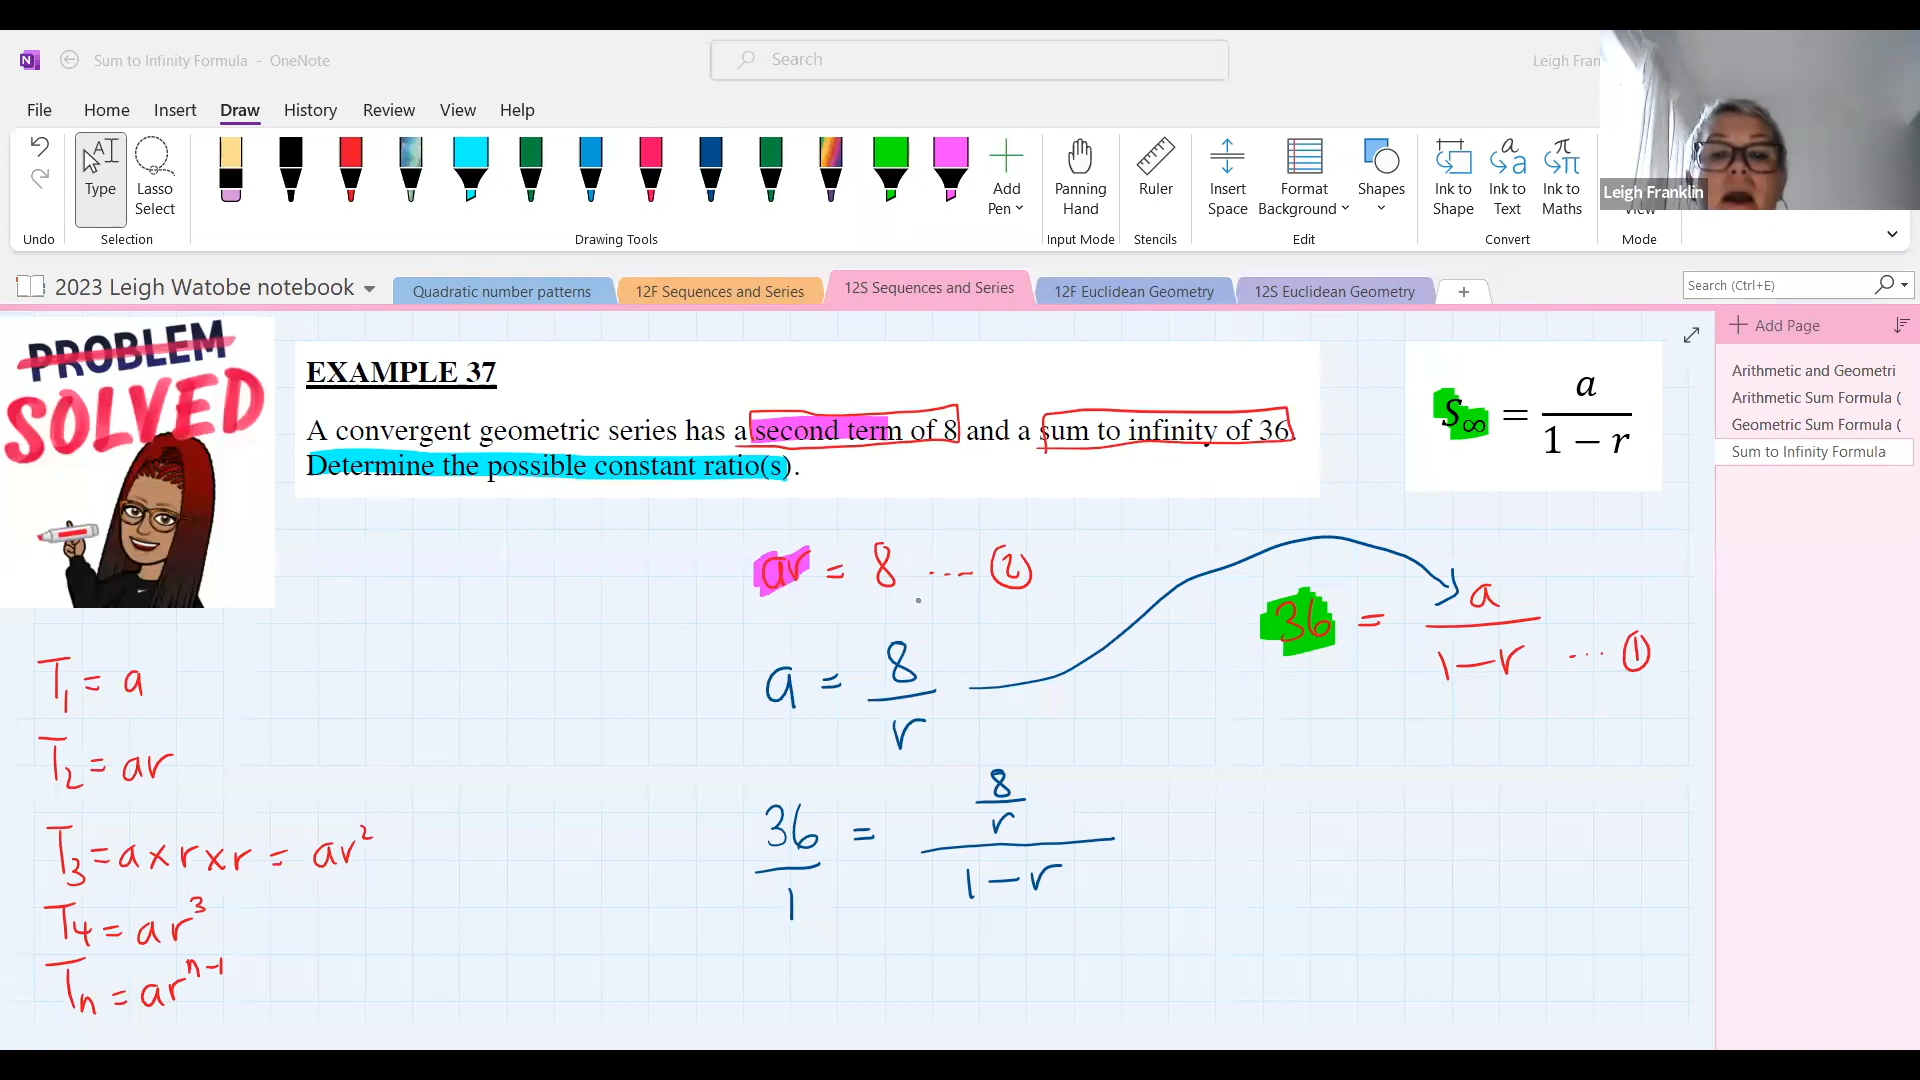 Sum to Infinity Formula - OneNote
Search
Leigh Fran
File Home Insert Draw History Review View Help
Type
Lasso Select
Add Pen
Panning Hand
Ruler
Insert Space
Format Background
Shapes
Ink to Shape
Ink to Text
Ink to Maths
View
Leigh Franklin
Undo Selection Drawing Tools Input Mode Stencils Edit Convert Mode
2023 Leigh Watobe notebook
Quadratic number patterns
12F Sequences and Series
12S Sequences and Series
12F Euclidean Geometry
12S Euclidean Geometry
+
Search (Ctrl+E)
Add Page
Arithmetic and Geometri
Arithmetic Sum Formula (
Geometric Sum Formula (
Sum to Infinity Formula
PROBLEM
SOLVED
EXAMPLE 37
A convergent geometric series has a second term of 8 and a sum to infinity of 36.
Determine the possible constant ratio(s).
S∞ = a / (1 − r)
ar = 8 .... ②
36 = a / (1 − r) ... ①
a = 8 / r
36 / 1 = (8 / r) / (1 − r)
T₁ = a
T₂ = ar
T₃ = a × r × r = ar²
T₄ = ar³
Tₙ = arⁿ⁻¹